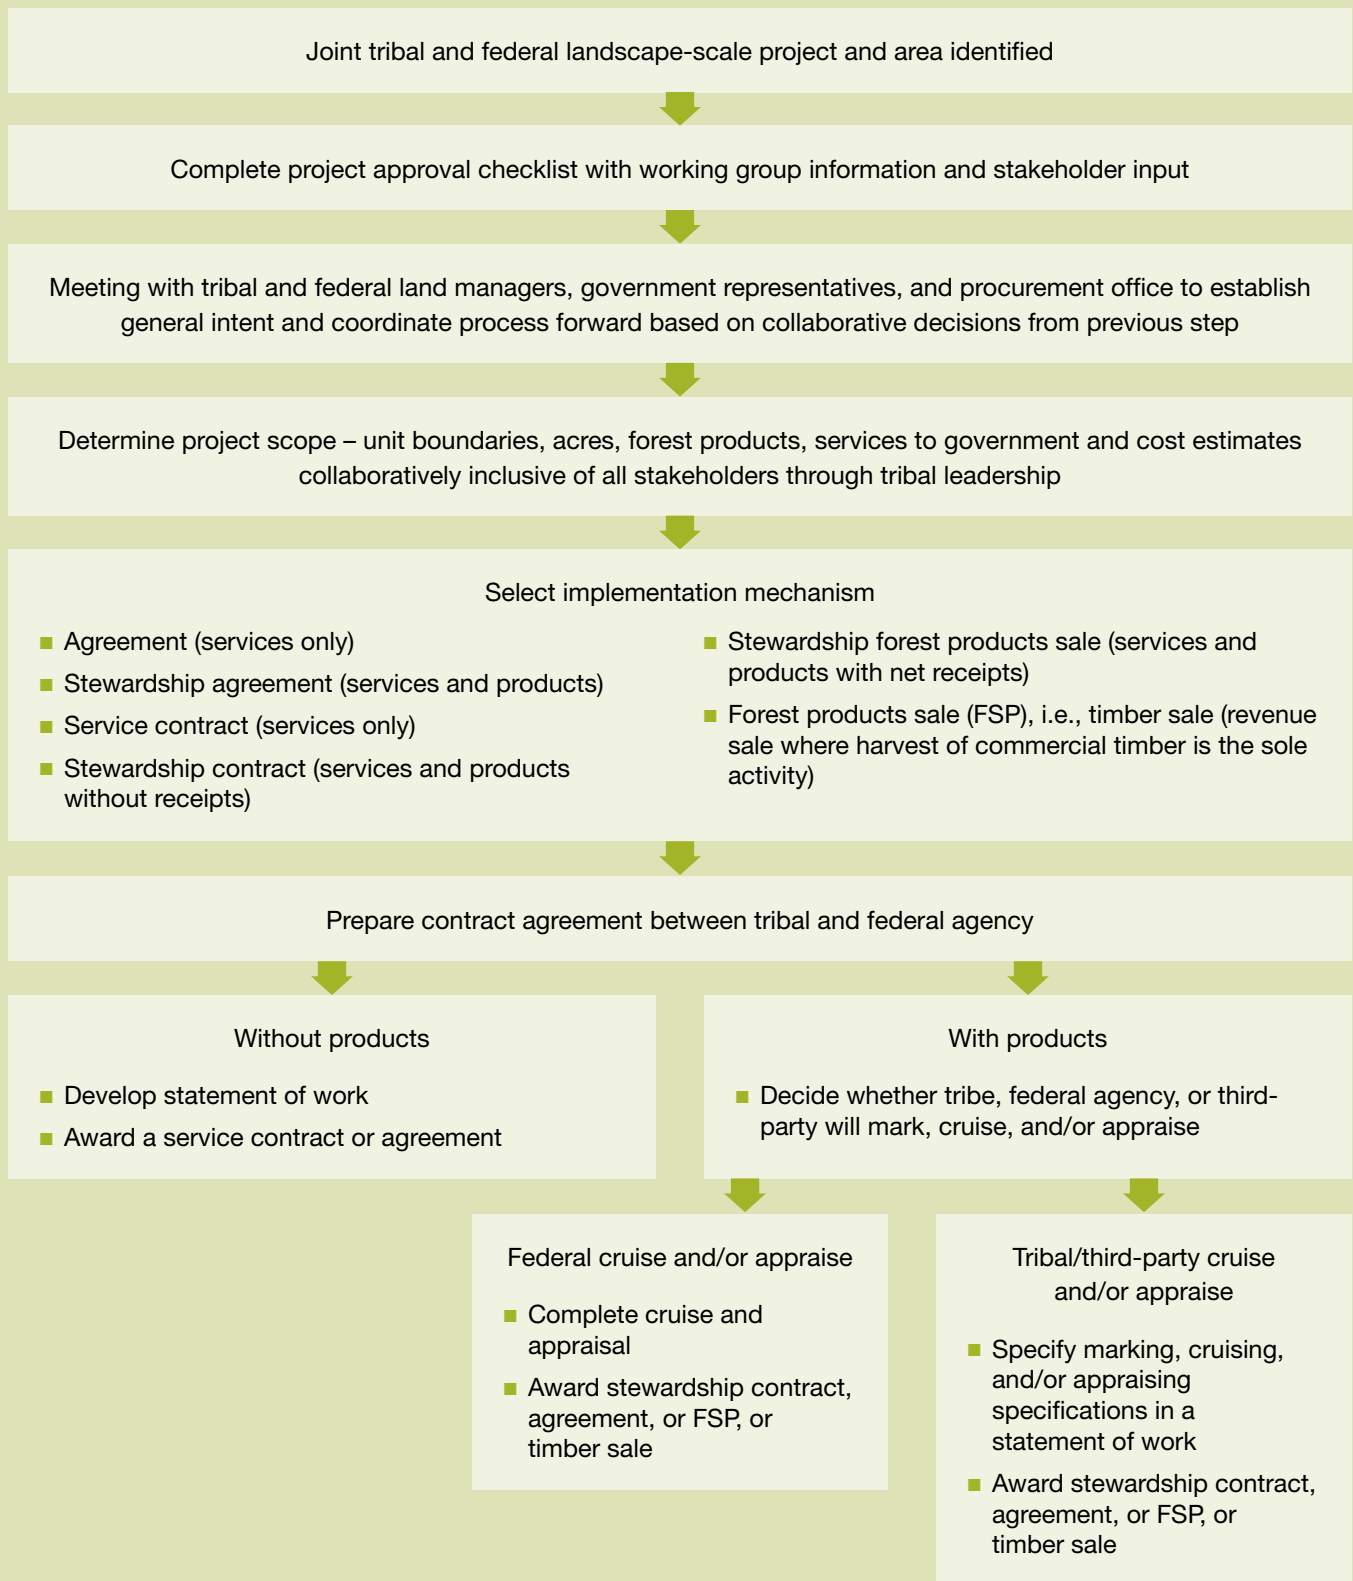 Joint tribal and federal landscape-scale project and area identified
Complete project approval checklist with working group information and stakeholder input
Meeting with tribal and federal land managers, government representatives, and procurement office to establish
general intent and coordinate process forward based on collaborative decisions from previous step
Determine project scope – unit boundaries, acres, forest products, services to government and cost estimates
collaboratively inclusive of all stakeholders through tribal leadership
Select implementation mechanism
Agreement (services only)
Stewardship agreement (services and products)
Service contract (services only)
Stewardship contract (services and products
without receipts)
Stewardship forest products sale (services and
products with net receipts)
Forest products sale (FSP), i.e., timber sale (revenue
sale where harvest of commercial timber is the sole
activity)
Prepare contract agreement between tribal and federal agency
Without products
Develop statement of work
Award a service contract or agreement
With products
Decide whether tribe, federal agency, or third-
party will mark, cruise, and/or appraise
Federal cruise and/or appraise
Complete cruise and
appraisal
Award stewardship contract,
agreement, or FSP, or
timber sale
Tribal/third-party cruise
and/or appraise
Specify marking, cruising,
and/or appraising
specifications in a
statement of work
Award stewardship contract,
agreement, or FSP, or
timber sale